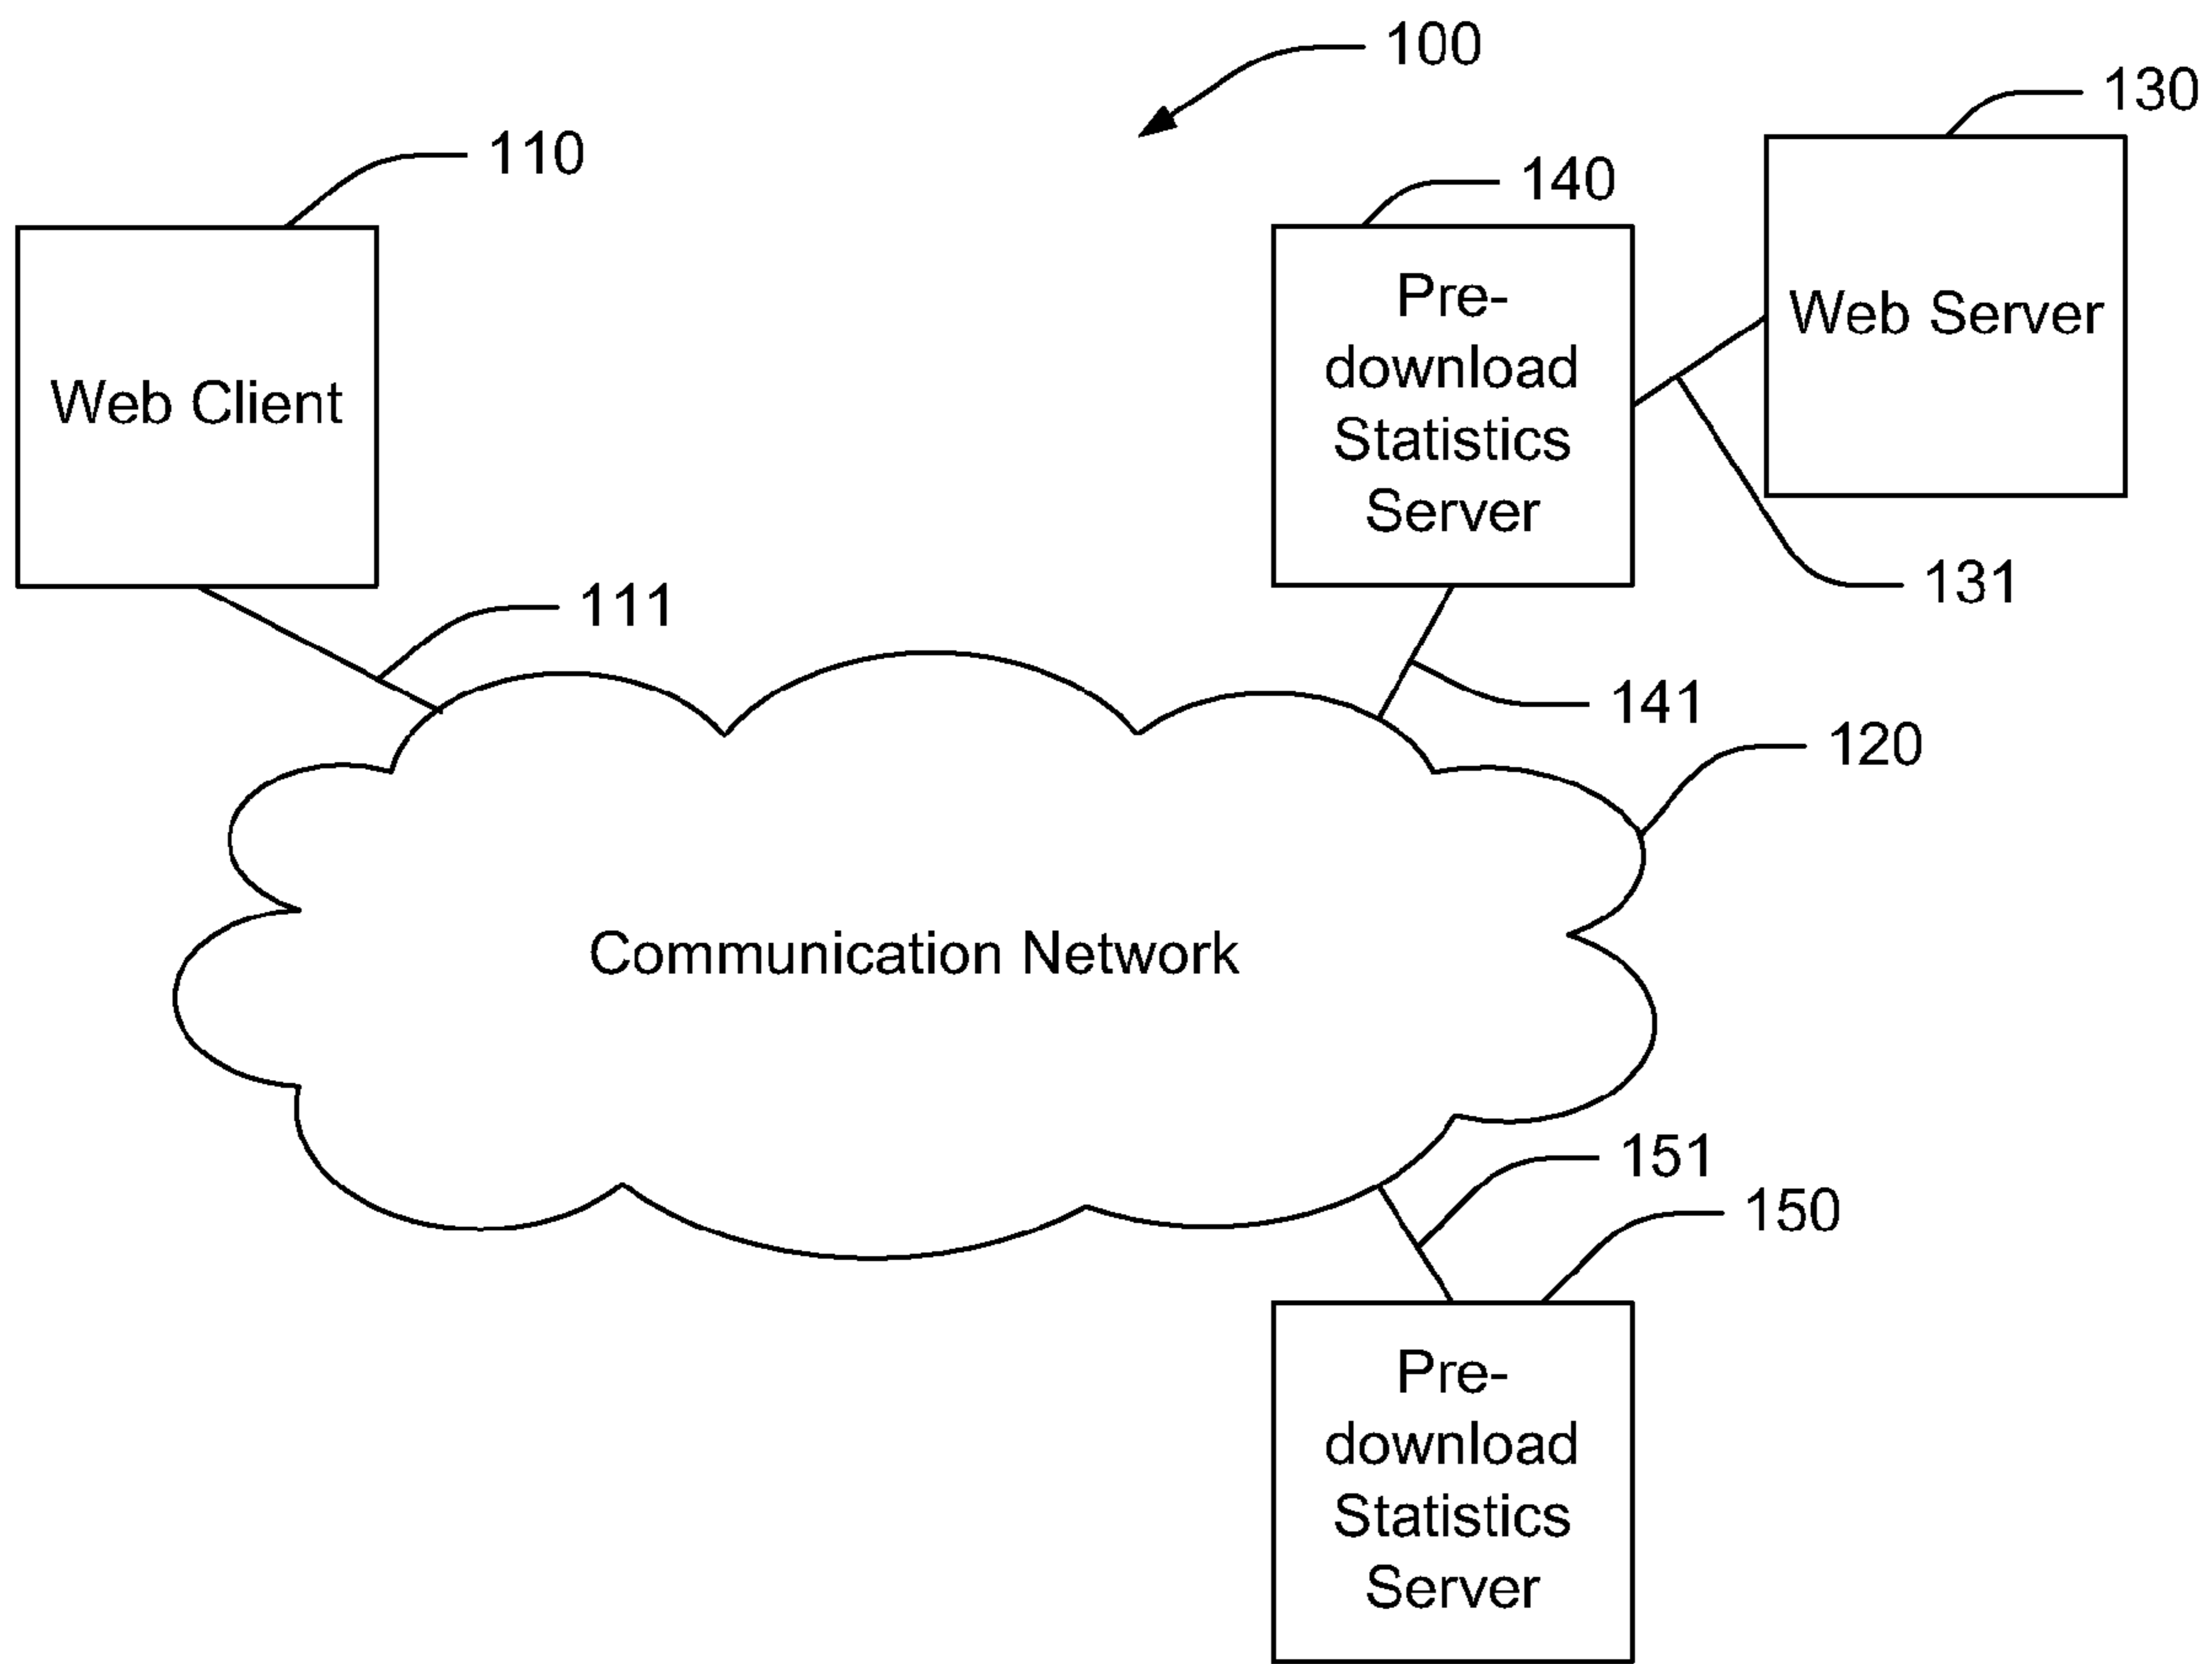 100
130
110
140
Pre-
download
Statistics
Server
Web Server
Web Client
111
131
141
120
Communication Network
151
150
Pre-
download
Statistics
Server